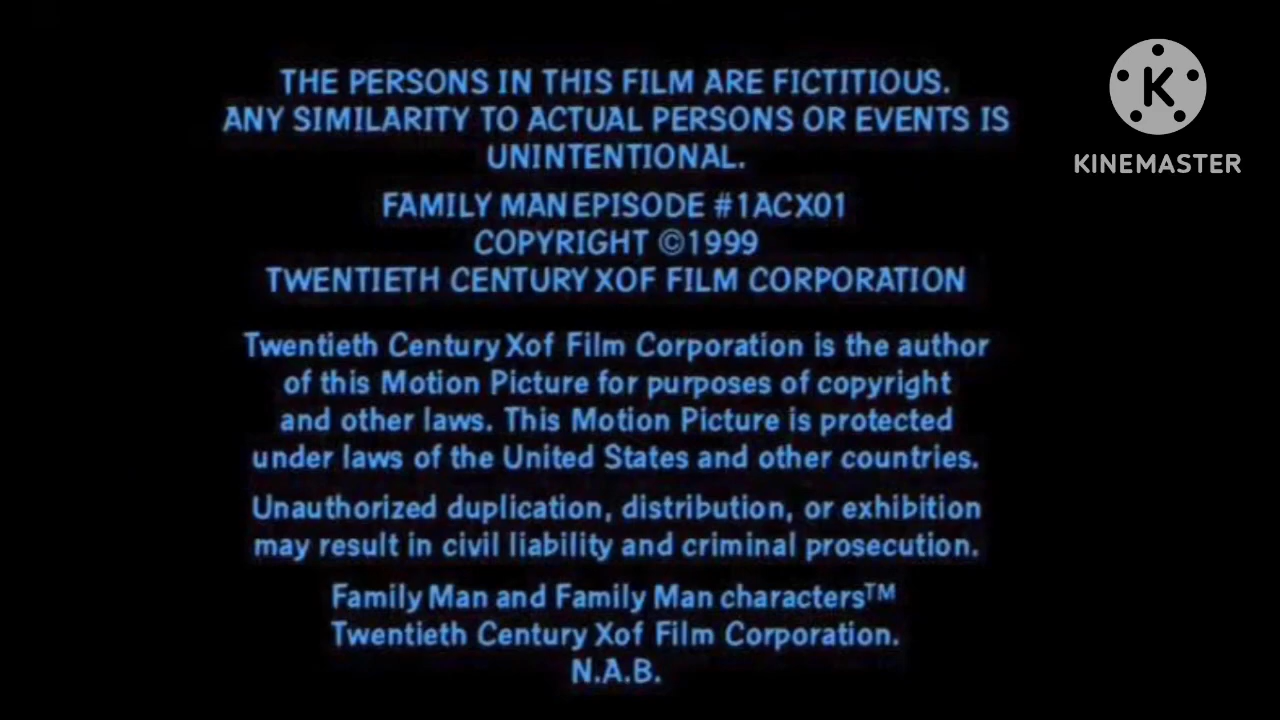 THE PERSONS IN THIS FILM ARE FICTITIOUS.
ANY SIMILARITY TO ACTUAL PERSONS OR EVENTS IS
UNINTENTIONAL.
FAMILY MAN EPISODE #1ACX01
COPYRIGHT ©1999
TWENTIETH CENTURY XOF FILM CORPORATION
Twentieth Century Xof Film Corporation is the author
of this Motion Picture for purposes of copyright
and other laws. This Motion Picture is protected
under laws of the United States and other countries.
Unauthorized duplication, distribution, or exhibition
may result in civil liability and criminal prosecution.
Family Man and Family Man characters™
Twentieth Century Xof Film Corporation.
N.A.B.
K
KINEMASTER